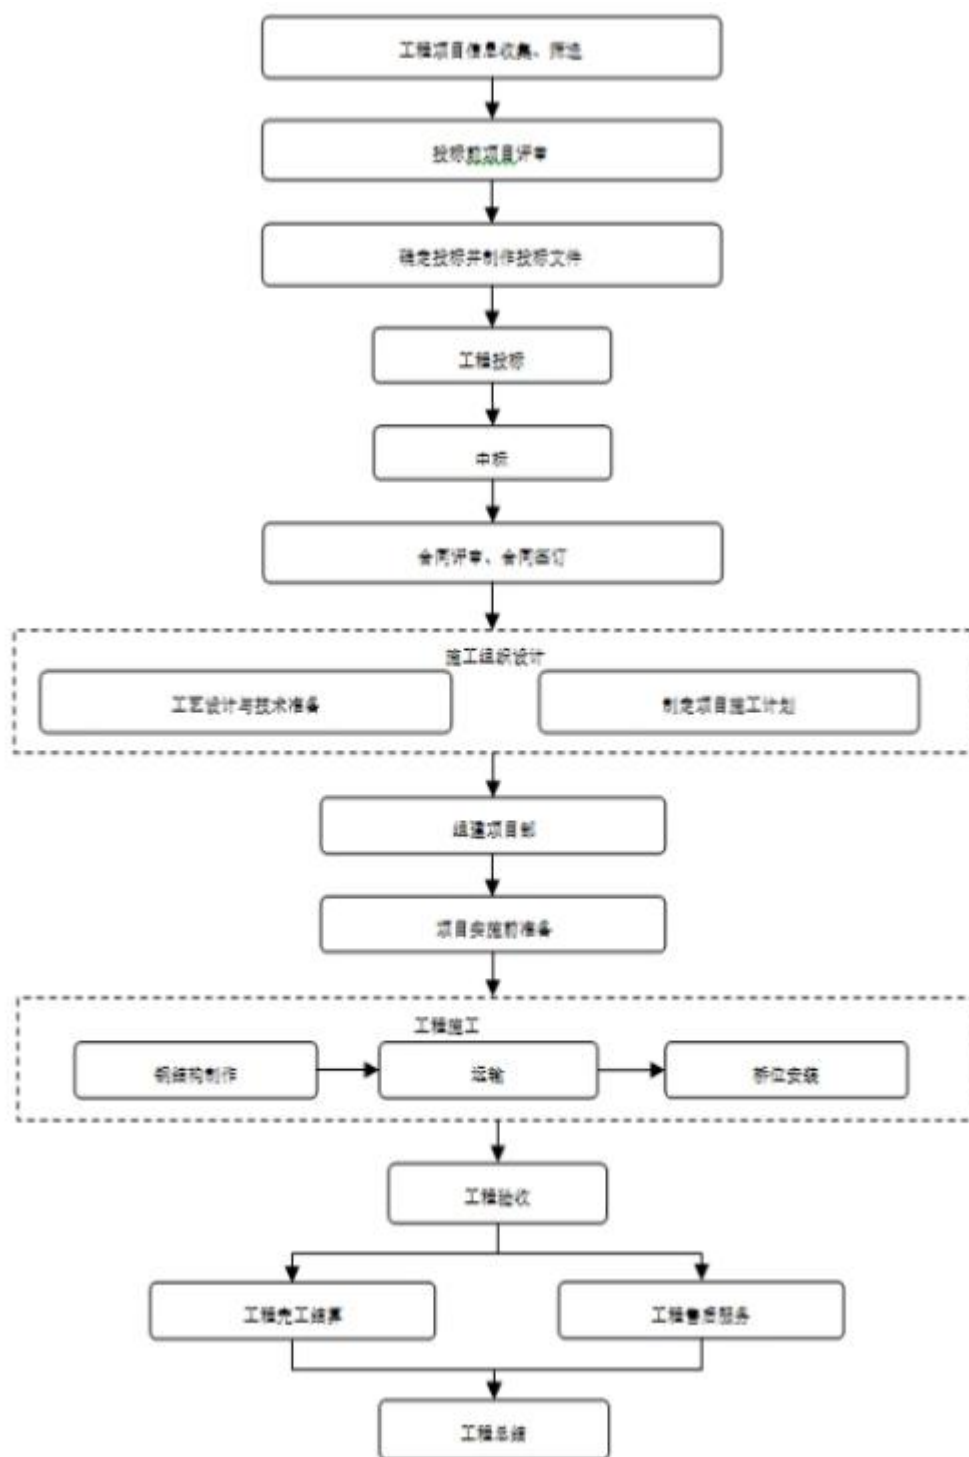 工程项目信息收集、筛选
投标前项目评审
确定投标并制作投标文件
工程投标
中标
合同评审、合同签订
施工组织设计
工艺设计与技术准备
制定项目施工计划
组建项目部
项目实施前准备
工程施工
钢结构制作
运输
桥位安装
工程验收
工程完工结算
工程售后服务
工程总结